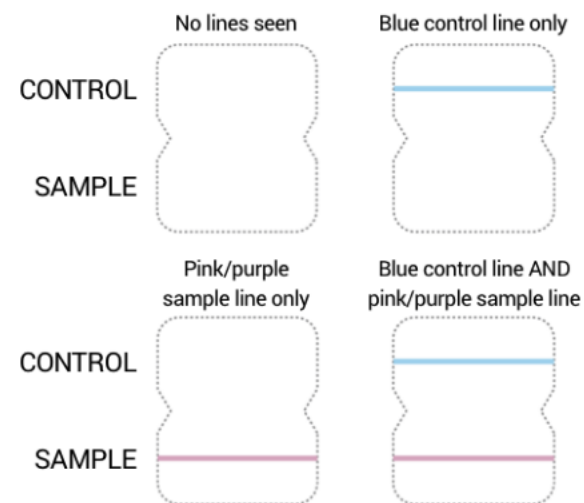 No lines seen
Blue control line only
CONTROL
SAMPLE
Pink/purple
sample line only
Blue control line AND
pink/purple sample line
CONTROL
SAMPLE